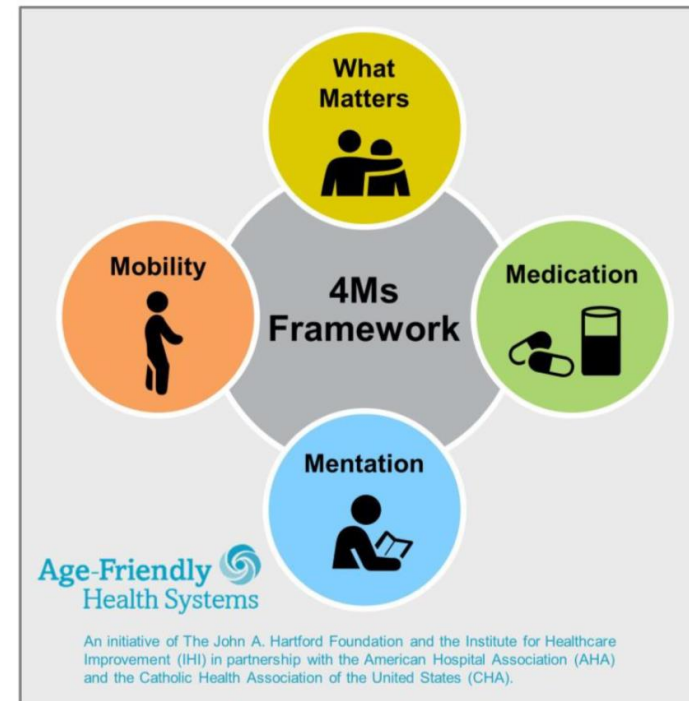 What
Matters
Mobility
4Ms
Framework
Medication
Mentation
Age-Friendly
Health Systems
An initiative of The John A. Hartford Foundation and the Institute for Healthcare
Improvement (IHI) in partnership with the American Hospital Association (AHA)
and the Catholic Health Association of the United States (CHA).